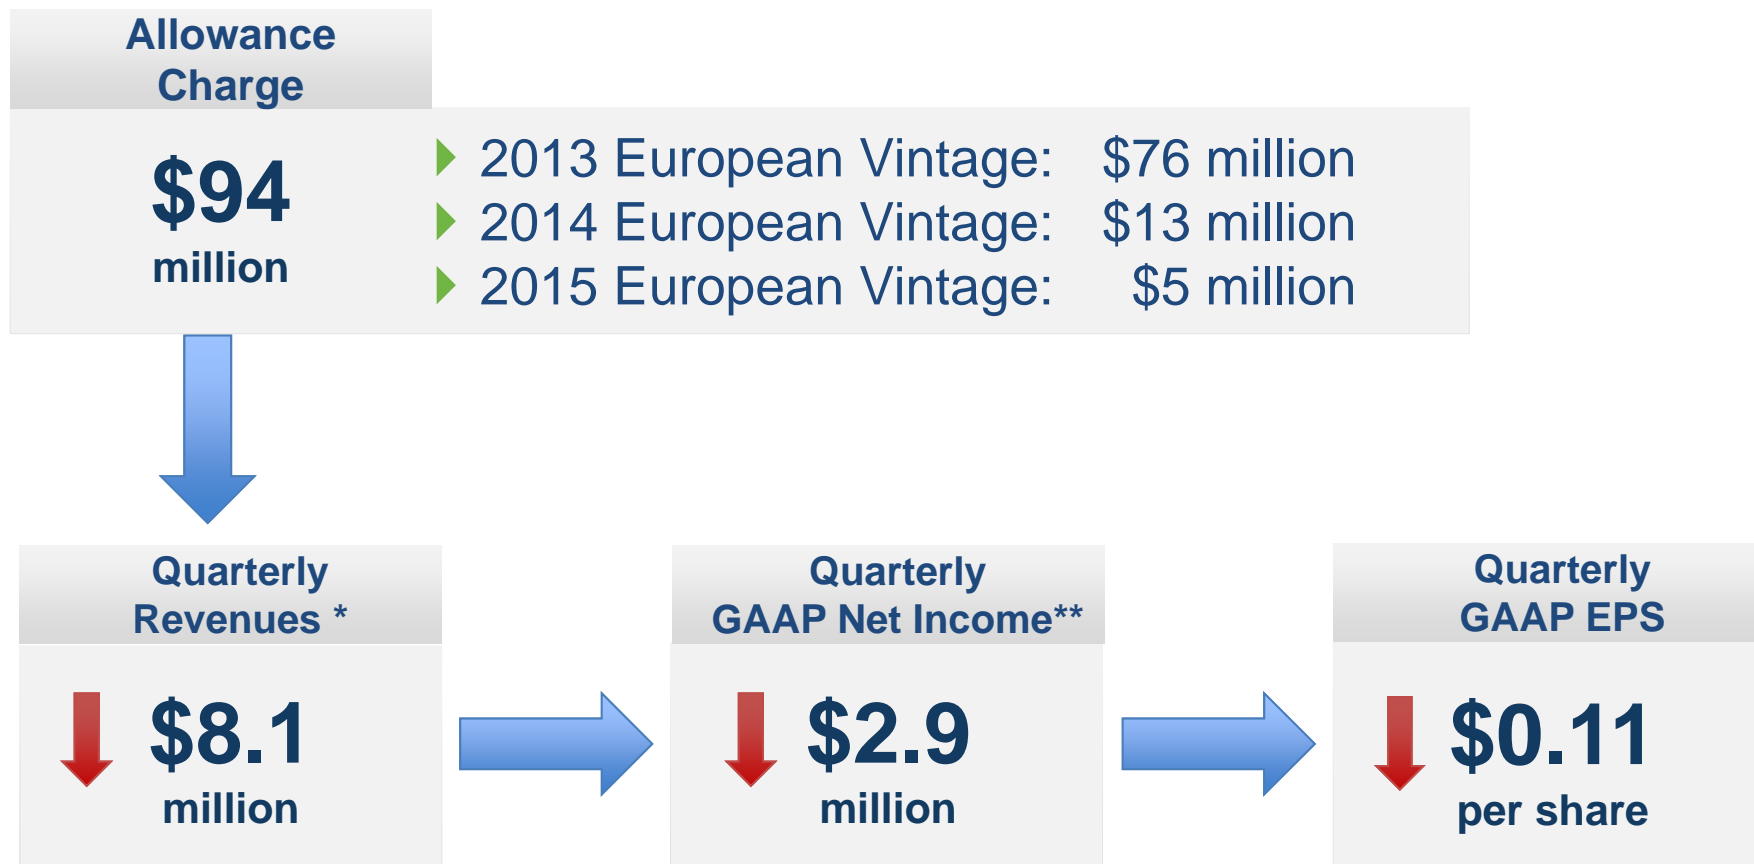 Allowance
Charge
$94
million
2013 European Vintage: $76 million
2014 European Vintage: $13 million
2015 European Vintage: $5 million
Quarterly
Revenues *
$8.1
million
Quarterly
GAAP Net Income**
$2.9
million
Quarterly
GAAP EPS
$0.11
per share